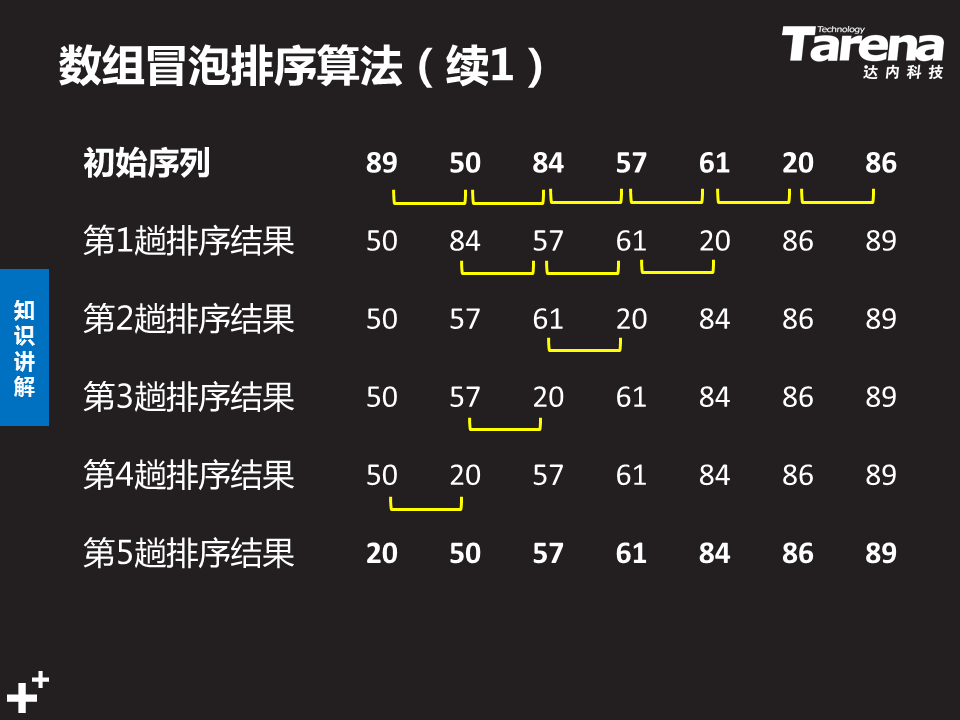 数组冒泡排序算法（续1）
Technology
Tarena
达内科技
初始序列 89 50 84 57 61 20 86
第1趟排序结果 50 84 57 61 20 86 89
第2趟排序结果 50 57 61 20 84 86 89
第3趟排序结果 50 57 20 61 84 86 89
第4趟排序结果 50 20 57 61 84 86 89
第5趟排序结果 20 50 57 61 84 86 89
知
识
讲
解